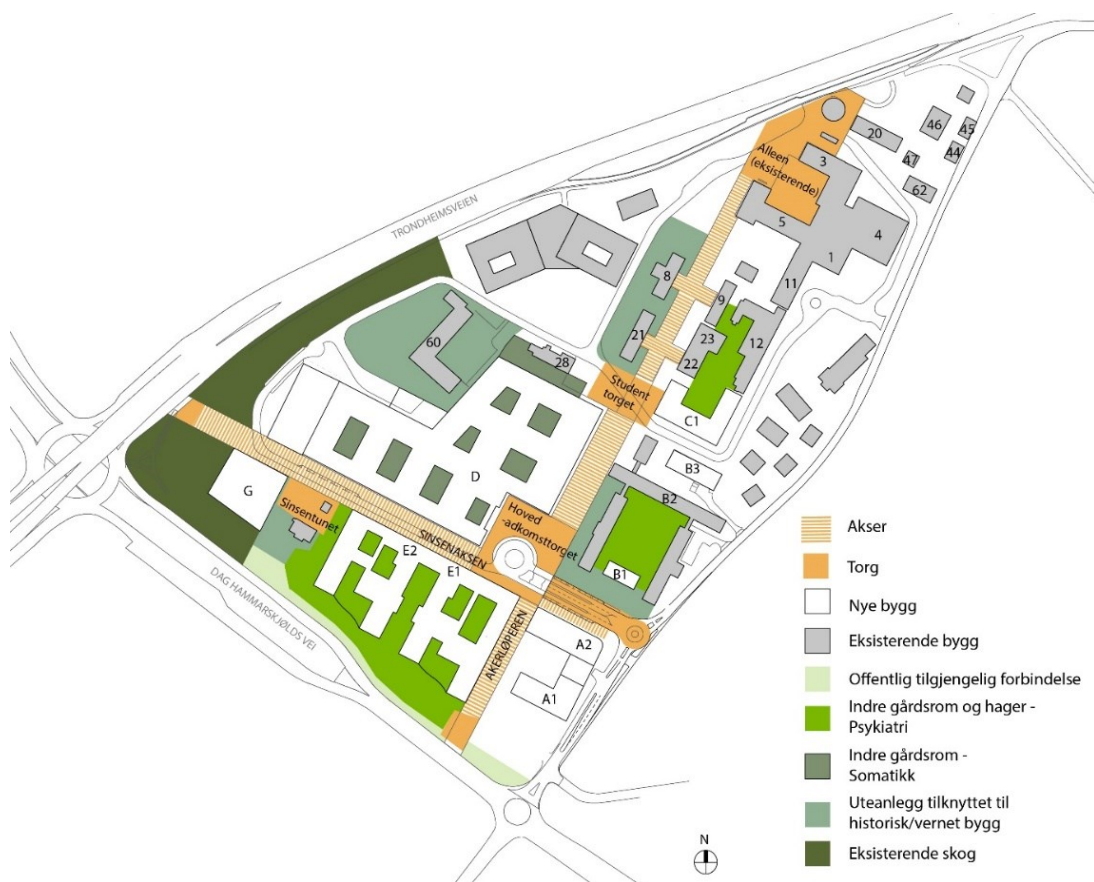 TRONDHEIMSVEIEN
Alleen
(eksisterende)
3
20
46
45
47
44
62
5
4
1
11
8
9
21
23
22
12
60
28
Student
torget
C1
B3
B2
B1
D
G
Sinsentunet
SINSENAKSEN
Hoved
-adkomsttorget
E2
E1
AKERLØPEREN
A2
A1
DAG HAMMARSKJØLDS VEI
N
Akser
Torg
Nye bygg
Eksisterende bygg
Offentlig tilgjengelig forbindelse
Indre gårdsrom og hager -
Psykiatri
Indre gårdsrom -
Somatikk
Uteanlegg tilknyttet til
historisk/vernet bygg
Eksisterende skog